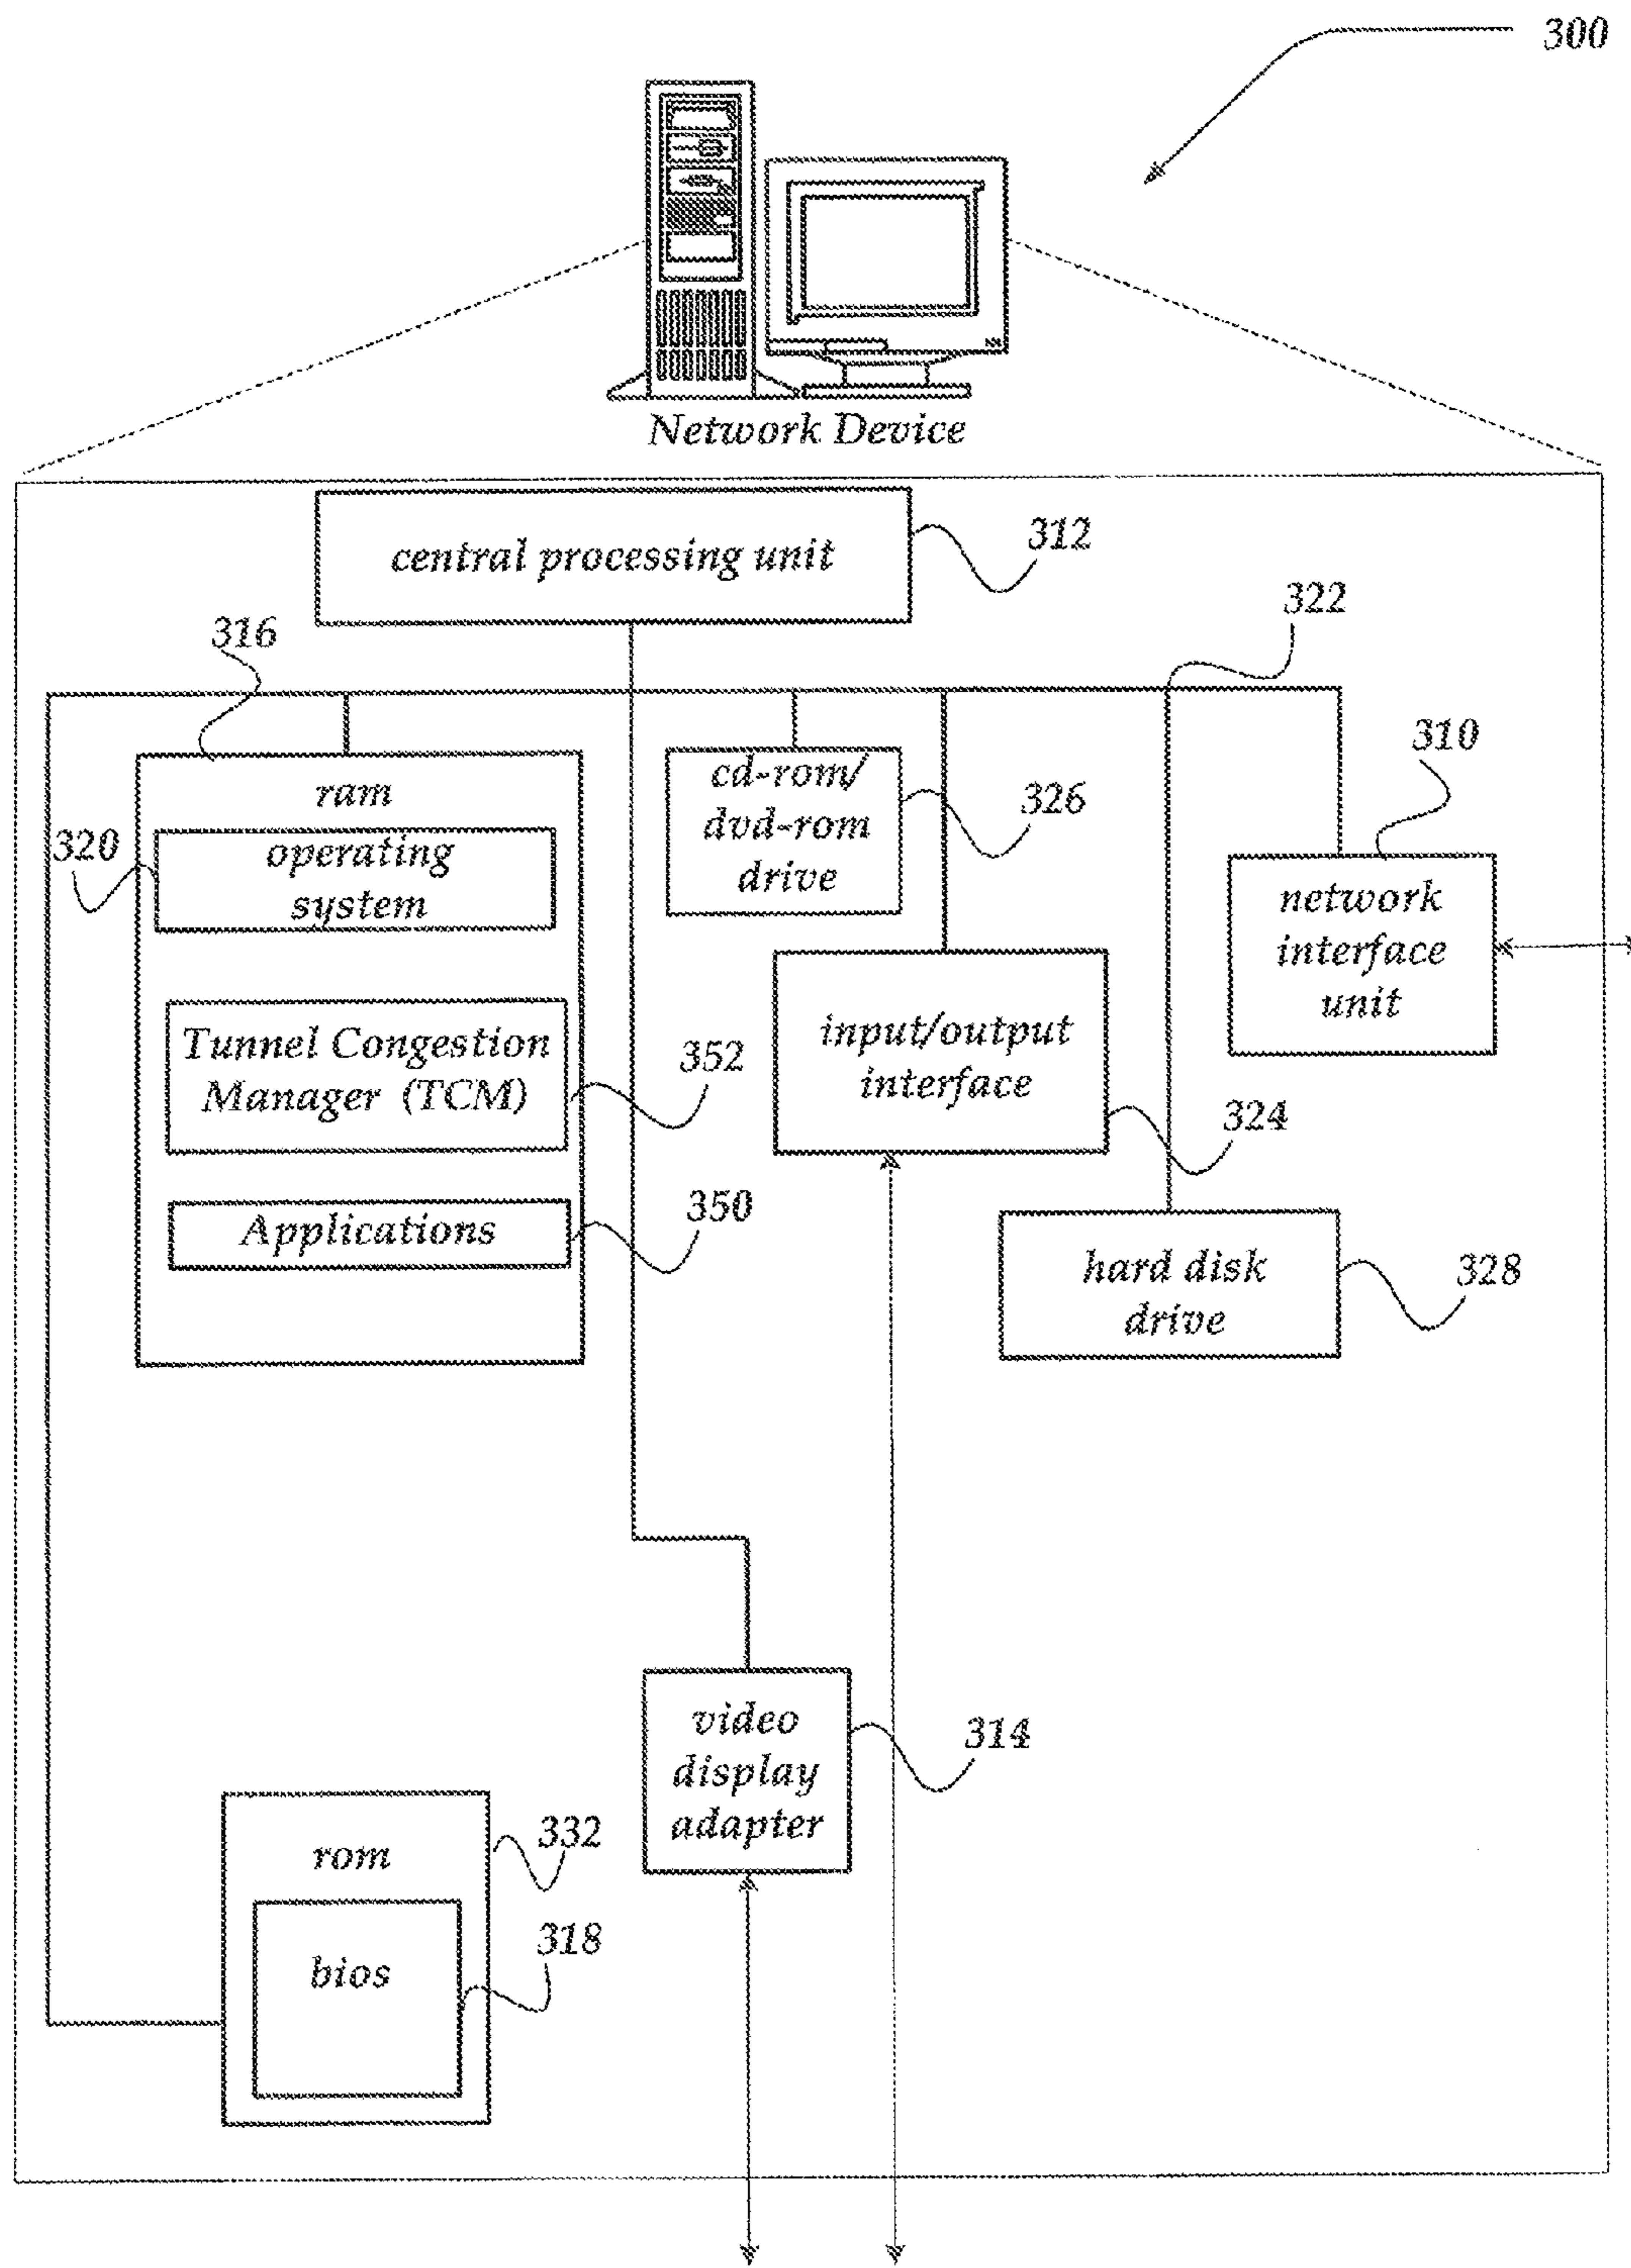 300
Network Device
central processing unit
312
322
316
310
ram
cd-rom/
dvd-rom
drive
326
320
operating
system
network
interface
unit
Tunnel Congestion
Manager (TCM)
352
input/output
interface
324
Applications
350
hard disk
drive
328
video
display
adapter
314
rom
332
bios
318